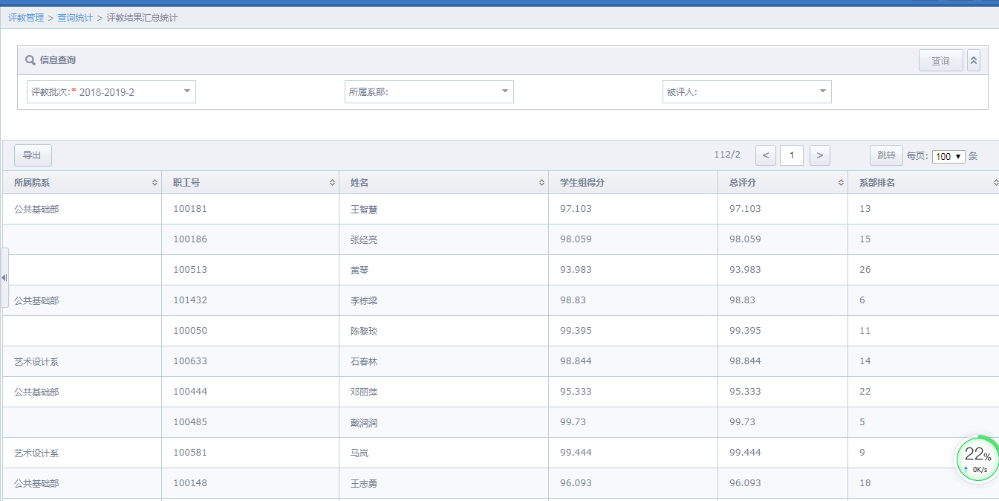 评教管理 > 查询统计 > 评教结果汇总统计
信息查询 查询
评教批次:* 2018-2019-2 所属系部: 被评人:
导出 112/2 < 1 > 跳转 每页: 100 条
所属院系 职工号 姓名 学生组得分 总评分 系部排名
公共基础部 100181 王智慧 97.103 97.103 13
100186 张经亮 98.059 98.059 15
100513 黄琴 93.983 93.983 26
公共基础部 101432 李栋梁 98.83 98.83 6
100050 陈黎琰 99.395 99.395 11
艺术设计系 100633 石春林 98.844 98.844 14
公共基础部 100444 邓丽萍 95.333 95.333 22
100485 戴润润 99.73 99.73 5
艺术设计系 100581 马岚 99.444 99.444 9
22%
↑ 0K/s
公共基础部 100148 王志勇 96.093 96.093 18